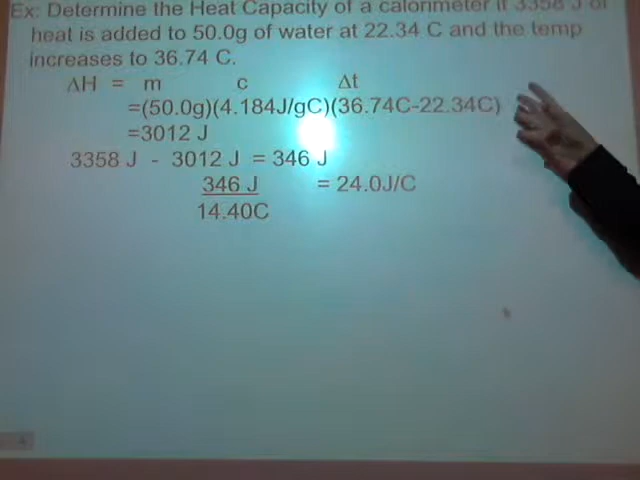 Ex: Determine the Heat Capacity of a calorimeter if 3358 J of
heat is added to 50.0g of water at 22.34 C and the temp
increases to 36.74 C.
ΔH = m c Δt
=(50.0g)(4.184J/gC)(36.74C-22.34C)
=3012 J
3358 J - 3012 J = 346 J
346 J = 24.0J/C
14.40C